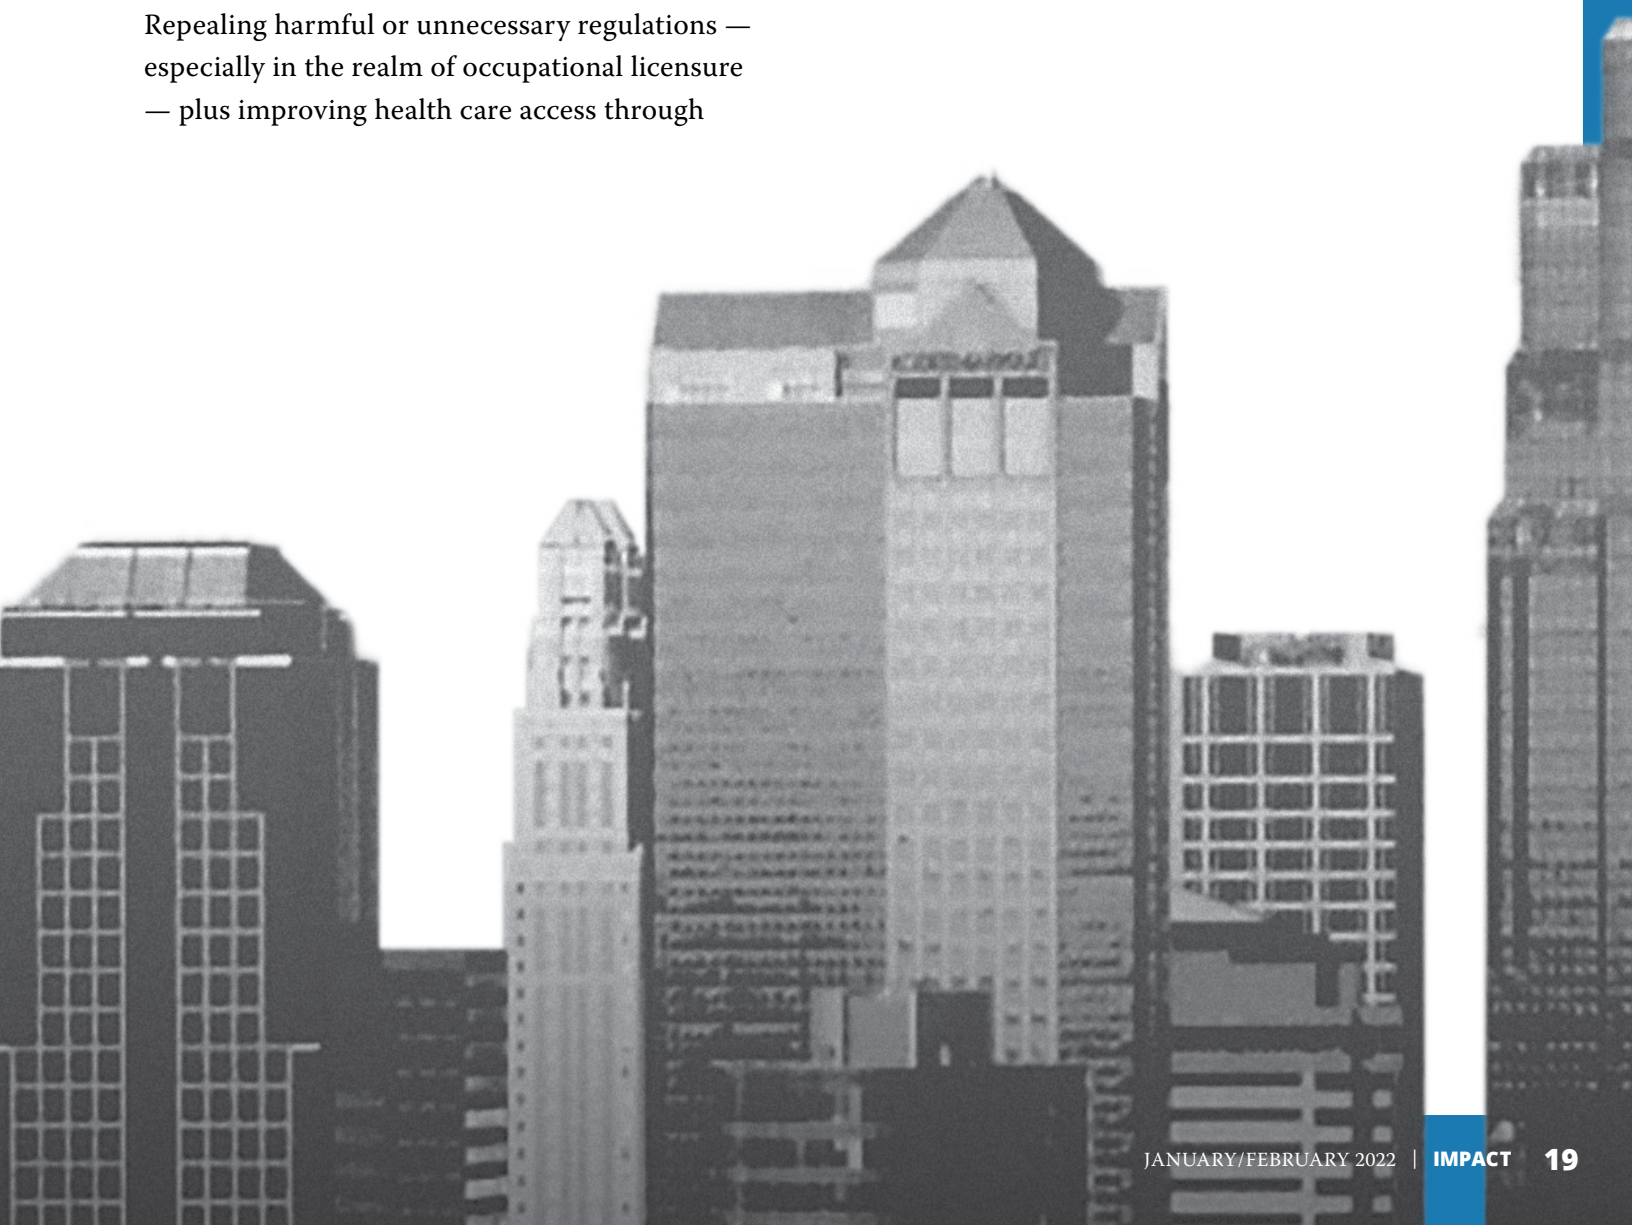 Repealing harmful or unnecessary regulations —
especially in the realm of occupational licensure
— plus improving health care access through
JANUARY/FEBRUARY 2022 | IMPACT 19